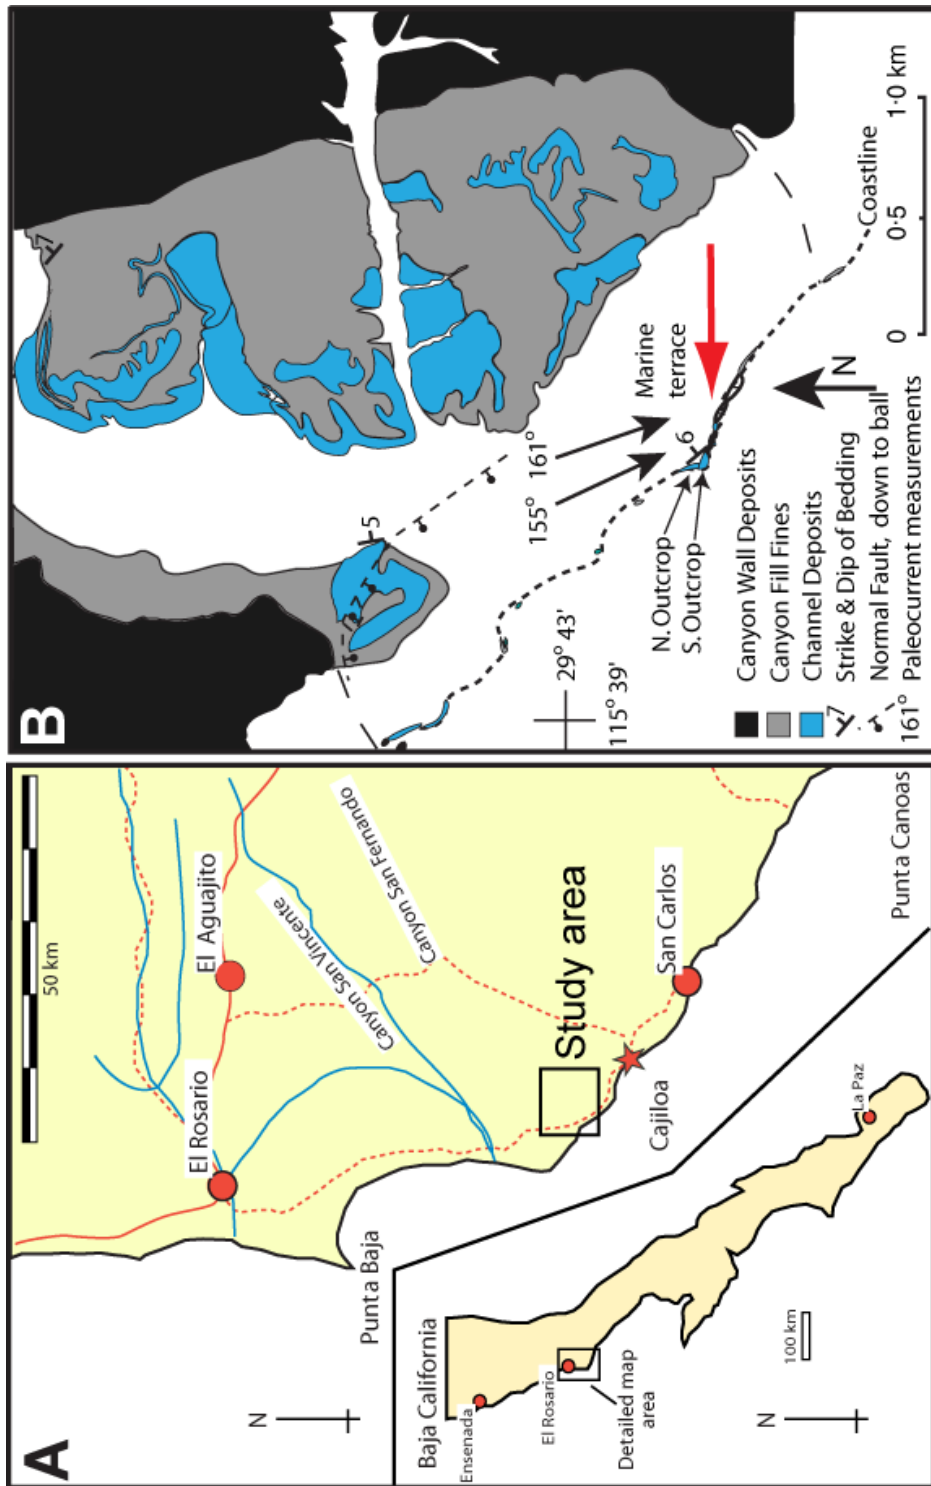 A
50 km
El Rosario
El Aguajito
Canyon San Vincente
Canyon San Fernando
Study area
San Carlos
Cajiloa
Punta Baja
Punta Canoas
N
Baja California
Ensenada
El Rosario
Detailed map
area
La Paz
100 km
N
B
7
5
155°
161°
Marine
terrace
6
N. Outcrop
S. Outcrop
29° 43'
115° 39'
N
Coastline
0
0·5
1·0 km
Canyon Wall Deposits
Canyon Fill Fines
Channel Deposits
7 Strike & Dip of Bedding
Normal Fault, down to ball
161° Paleocurrent measurements